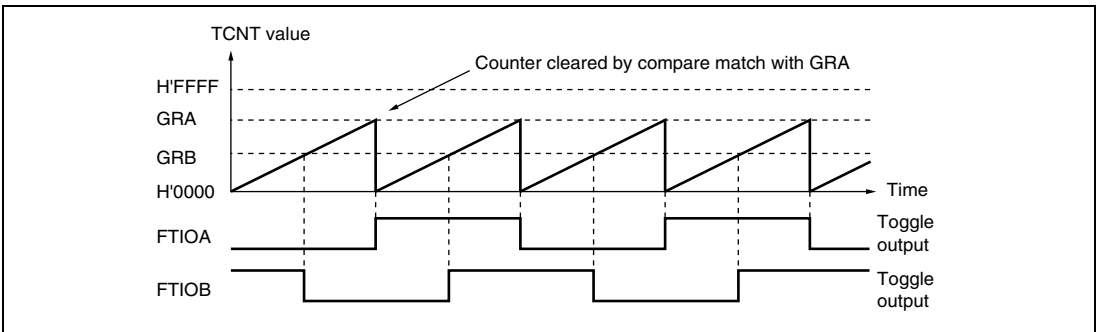 TCNT value
Counter cleared by compare match with GRA
H'FFFF
GRA
GRB
H'0000
Time
FTIOA
Toggle
output
FTIOB
Toggle
output